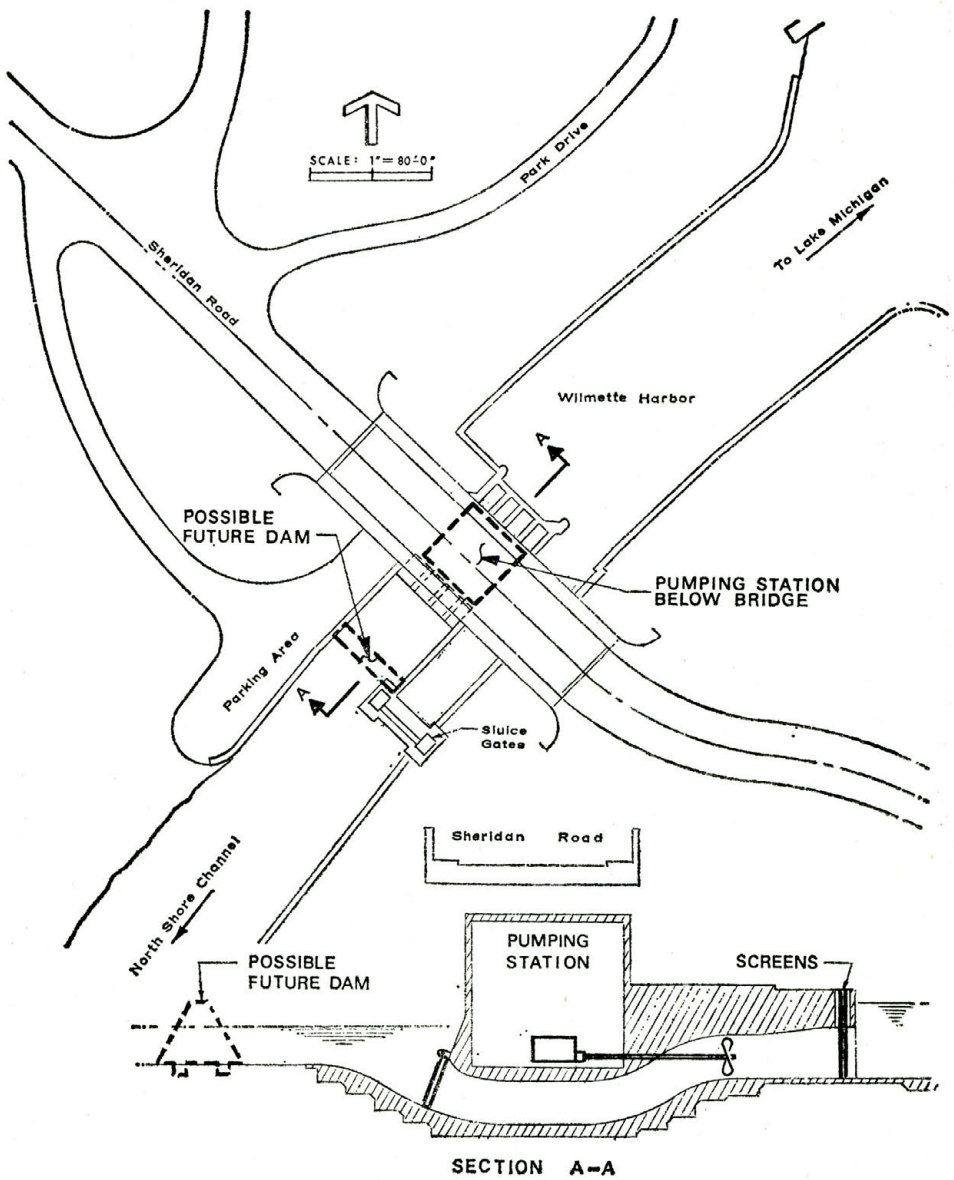 SCALE: 1"=80'-0"
Park Drive
To Lake Michigan
Sheridan Road
Wilmette Harbor
A
POSSIBLE
FUTURE DAM
PUMPING STATION
BELOW BRIDGE
Parking Area
A
Sluice
Gates
North Shore Channel
Sheridan Road
POSSIBLE
FUTURE DAM
PUMPING
STATION
SCREENS
SECTION A-A